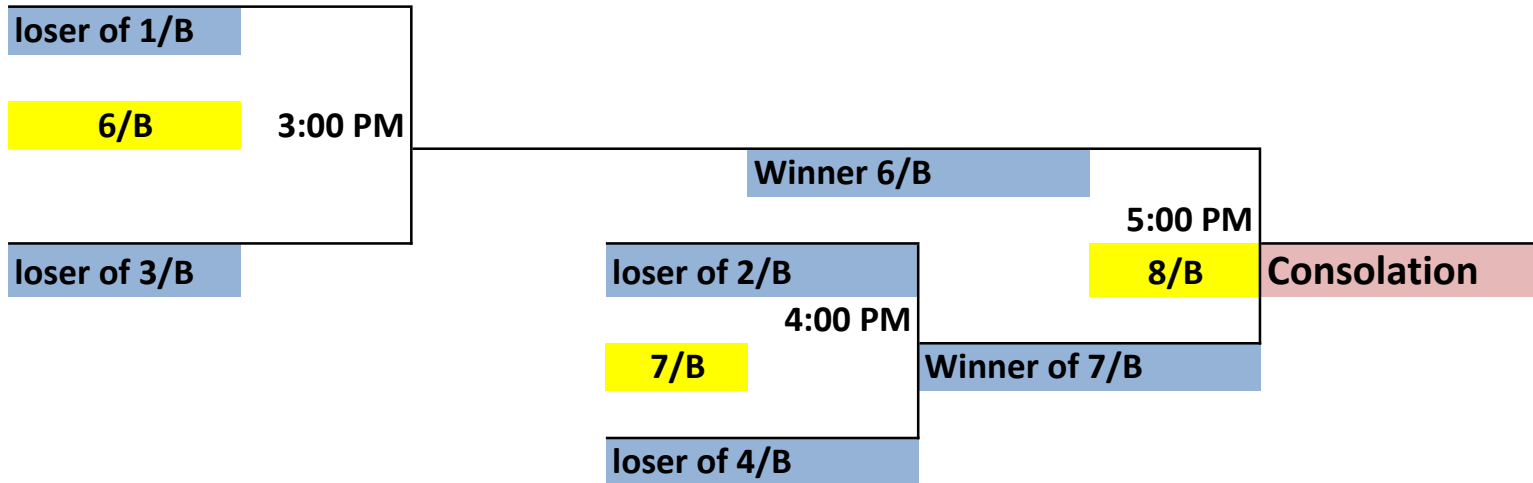 loser of 1/B
6/B 3:00 PM
Winner 6/B
5:00 PM
loser of 3/B loser of 2/B 8/B Consolation
4:00 PM
7/B Winner of 7/B
loser of 4/B